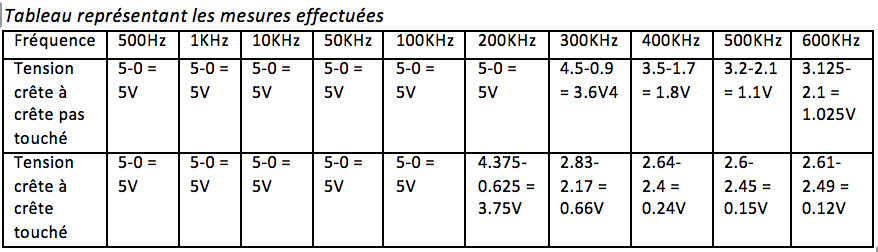 Tableau représentant les mesures effectuées
Fréquence 500Hz 1KHz 10KHz 50KHz 100KHz 200KHz 300KHz 400KHz 500KHz 600KHz
Tension 5-0 = 5-0 = 5-0 = 5-0 = 5-0 = 5-0 = 4.5-0.9 3.5-1.7 3.2-2.1 3.125-
crête à 5V 5V 5V 5V 5V 5V = 3.6V4 = 1.8V = 1.1V 2.1 =
crête pas 1.025V
touché
Tension 5-0 = 5-0 = 5-0 = 5-0 = 5-0 = 4.375- 2.83- 2.64- 2.6- 2.61-
crête à 5V 5V 5V 5V 5V 0.625 = 2.17 = 2.4 = 2.45 = 2.49 =
crête 3.75V 0.66V 0.24V 0.15V 0.12V
touché